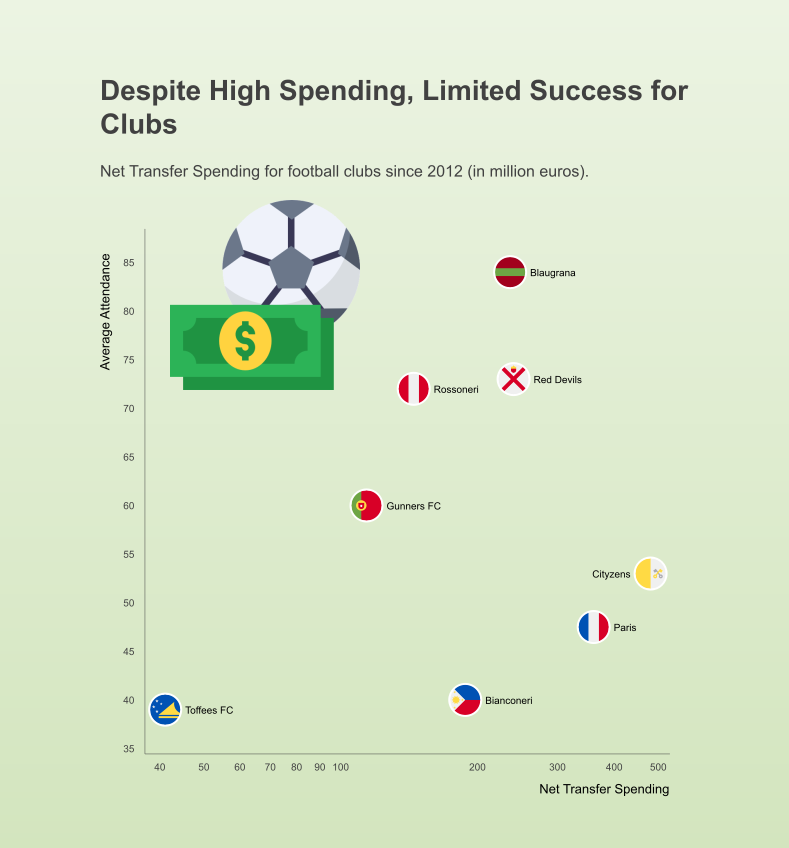 Despite High Spending, Limited Success for
Clubs
Net Transfer Spending for football clubs since 2012 (in million euros).
Average Attendance
85
80
75
70
65
60
55
50
45
40
35
$
Blaugrana
Red Devils
Rossoneri
Gunners FC
Cityzens
Paris
Bianconeri
Toffees FC
40 50 60 70 80 90 100 200 300 400 500
Net Transfer Spending